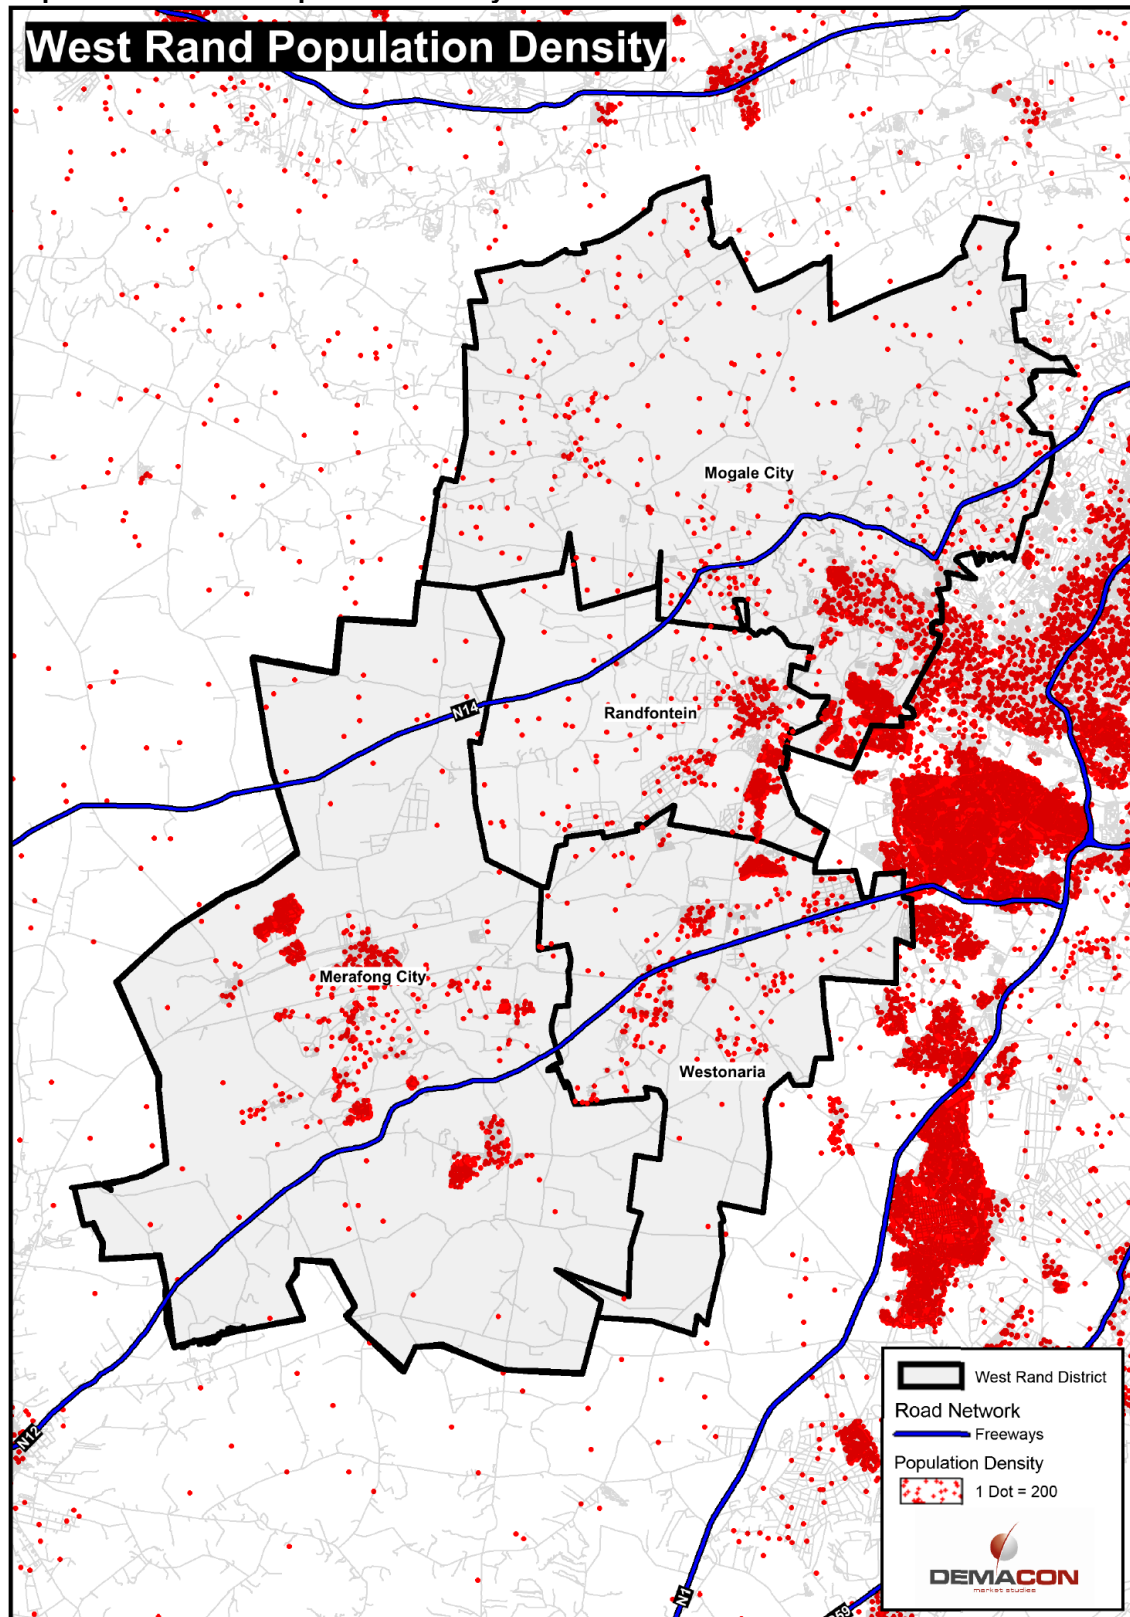 West Rand Population Density
Mogale City
N14
Randfontein
Merafong City
Westonaria
N12
N1
West Rand District
Road Network
Freeways
Population Density
1 Dot = 200
DEMACON
market studies